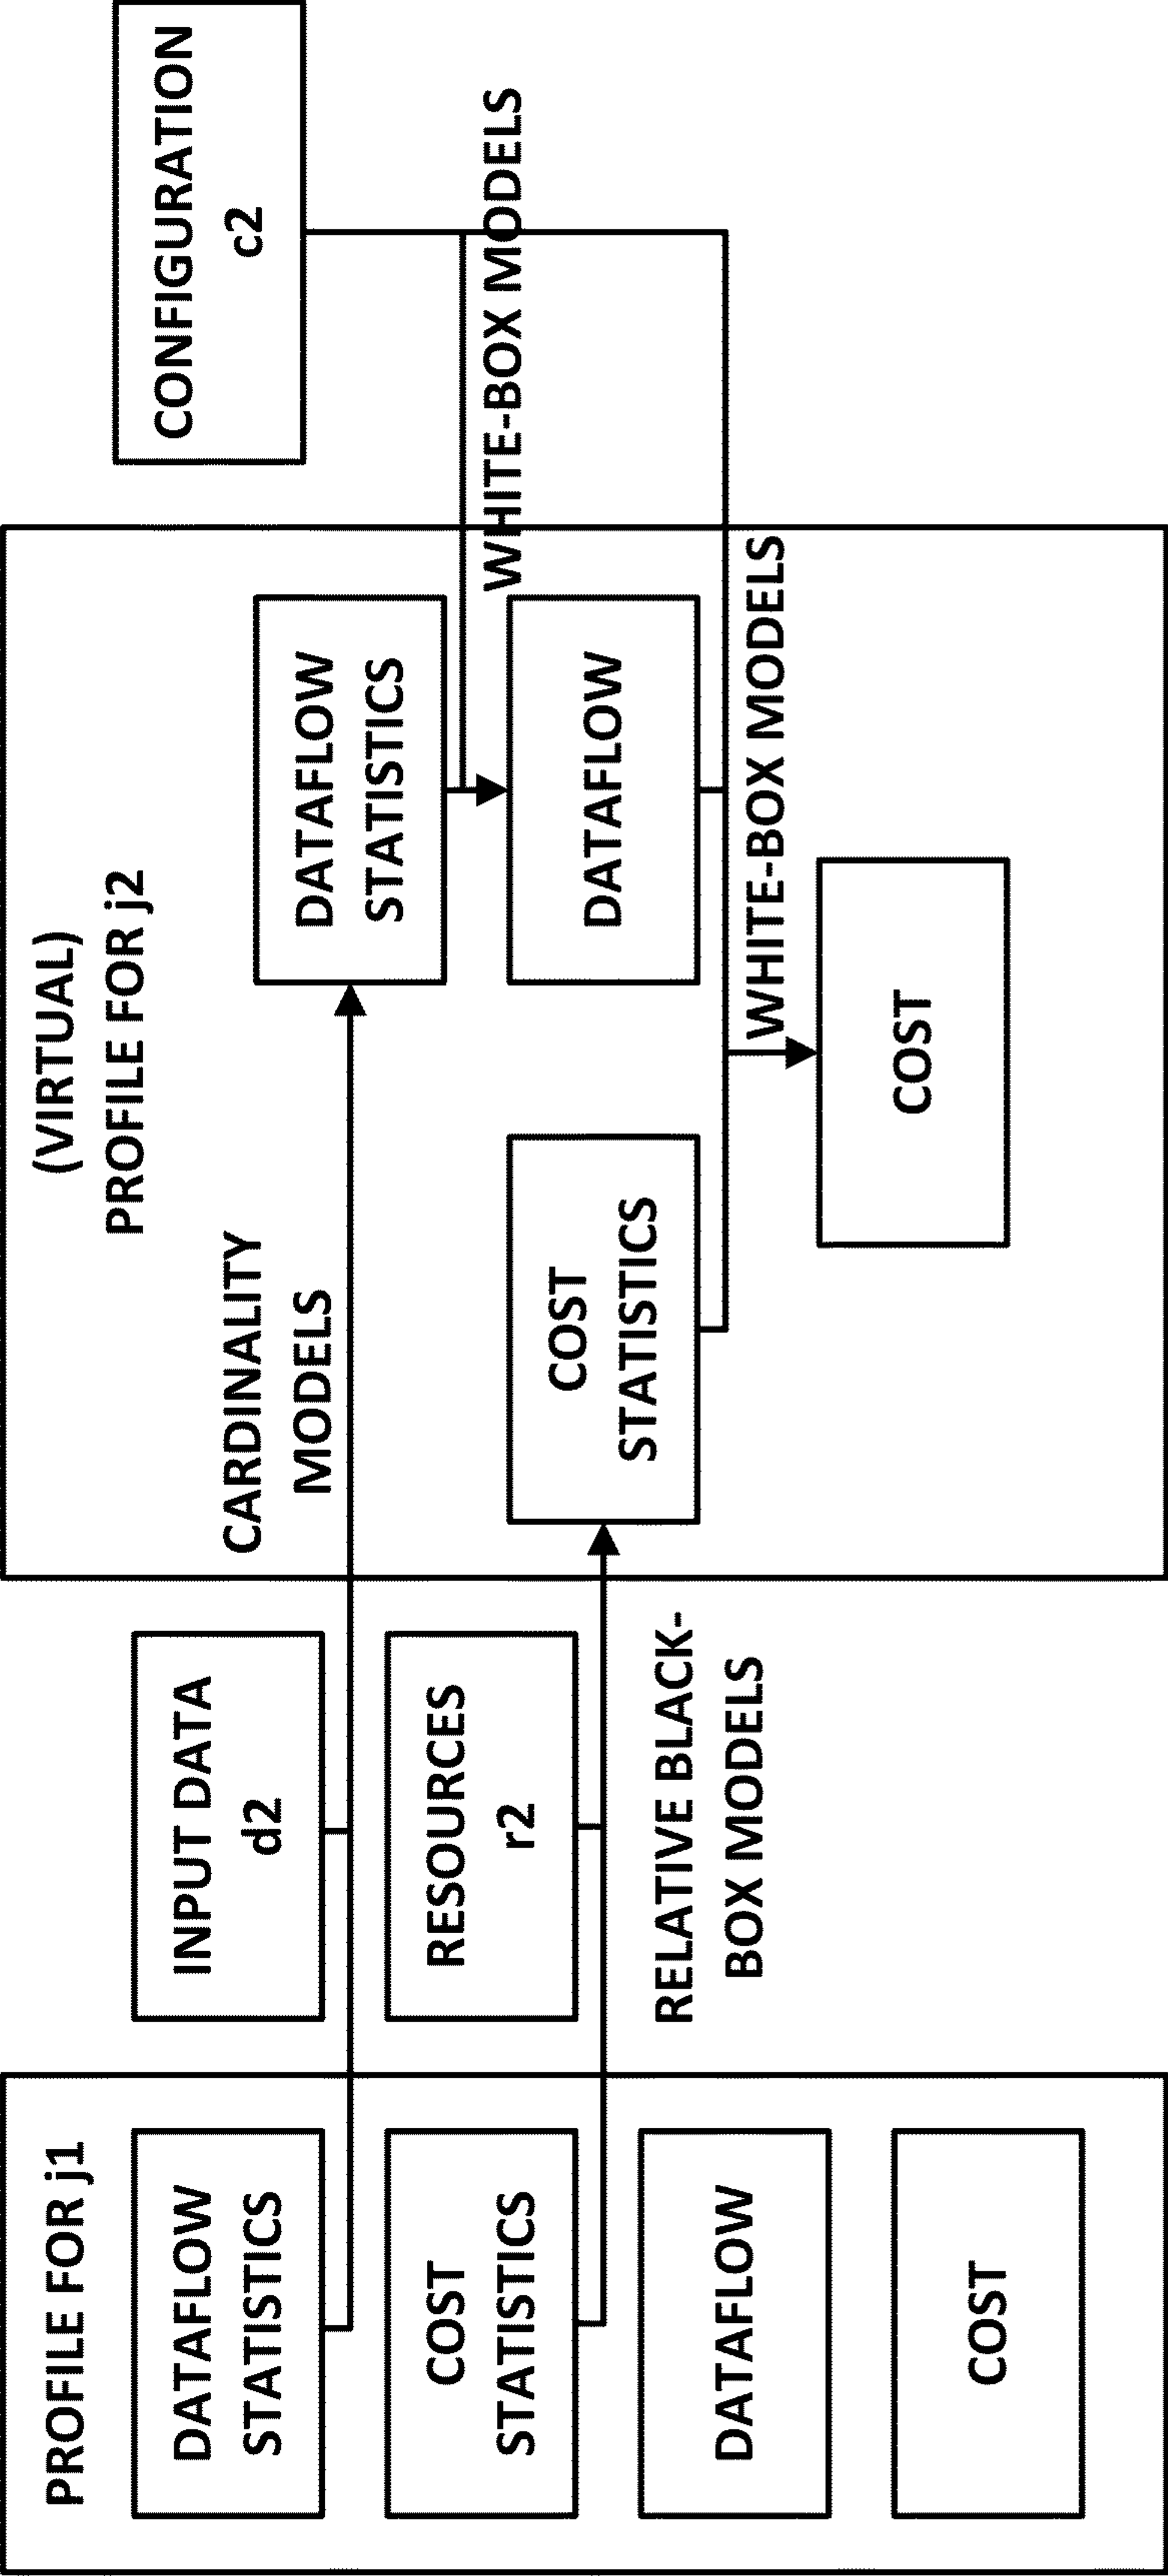 PROFILE FOR j1
DATAFLOW
STATISTICS
COST
STATISTICS
DATAFLOW
COST
INPUT DATA
d2
RESOURCES
r2
RELATIVE BLACK-
BOX MODELS
(VIRTUAL)
PROFILE FOR j2
CARDINALITY
MODELS
DATAFLOW
STATISTICS
COST
STATISTICS
DATAFLOW
WHITE-BOX MODELS
COST
CONFIGURATION
c2
WHITE-BOX MODELS